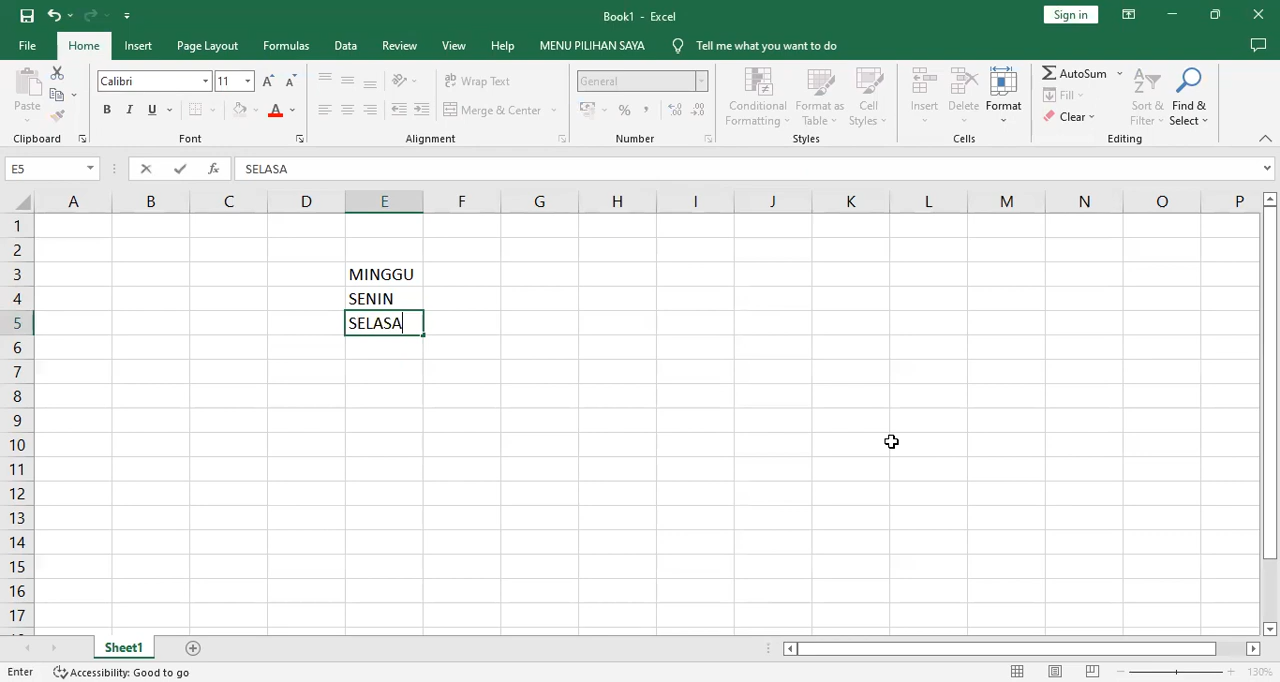 Book1 - Excel
Sign in
File Home Insert Page Layout Formulas Data Review View Help MENU PILIHAN SAYA Tell me what you want to do
Paste
Clipboard
Calibri 11
A A
B I U A
Font
Wrap Text
Merge & Center
Alignment
General
% ,
Number
Conditional Formatting
Format as Table
Cell Styles
Styles
Insert
Delete
Format
Cells
AutoSum
Fill
Clear
Sort & Filter
Find & Select
Editing
E5 fx SELASA
A B C D E F G H I J K L M N O P
1
2
3 MINGGU
4 SENIN
5 SELASA
6
7
8
9
10
11
12
13
14
15
16
17
Sheet1
Enter Accessibility: Good to go 130%